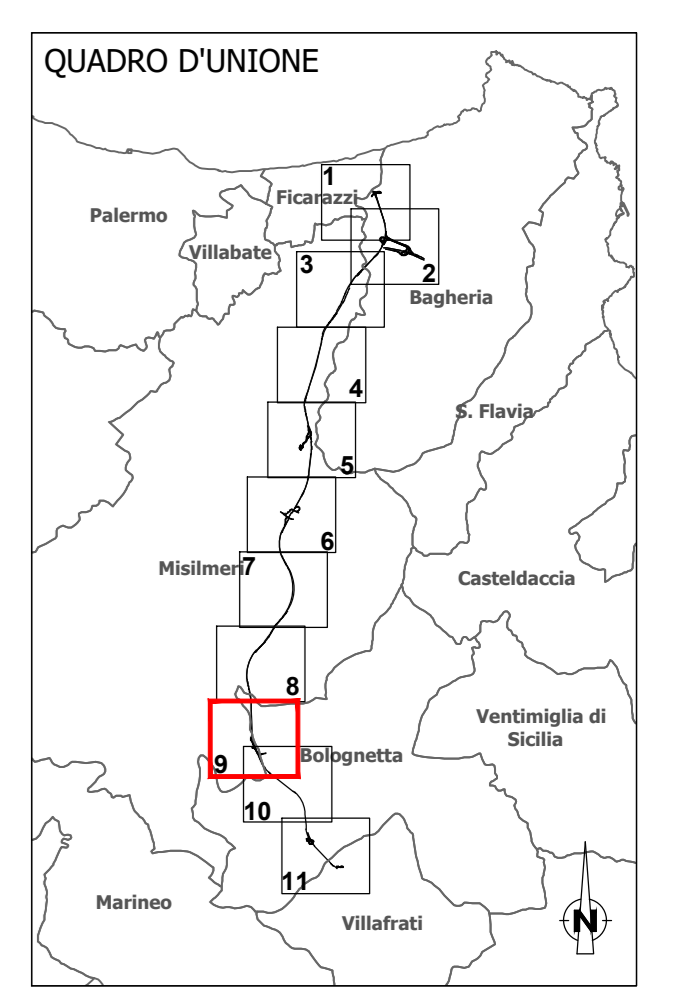 QUADRO D'UNIONE
1
Ficarazzi
Palermo
Villabate
3
2
Bagheria
4
S. Flavia
5
6
Misilmeri
7
Casteldaccia
8
Ventimiglia di
Sicilia
Bolognetta
9
10
11
Marineo
Villafrati
N